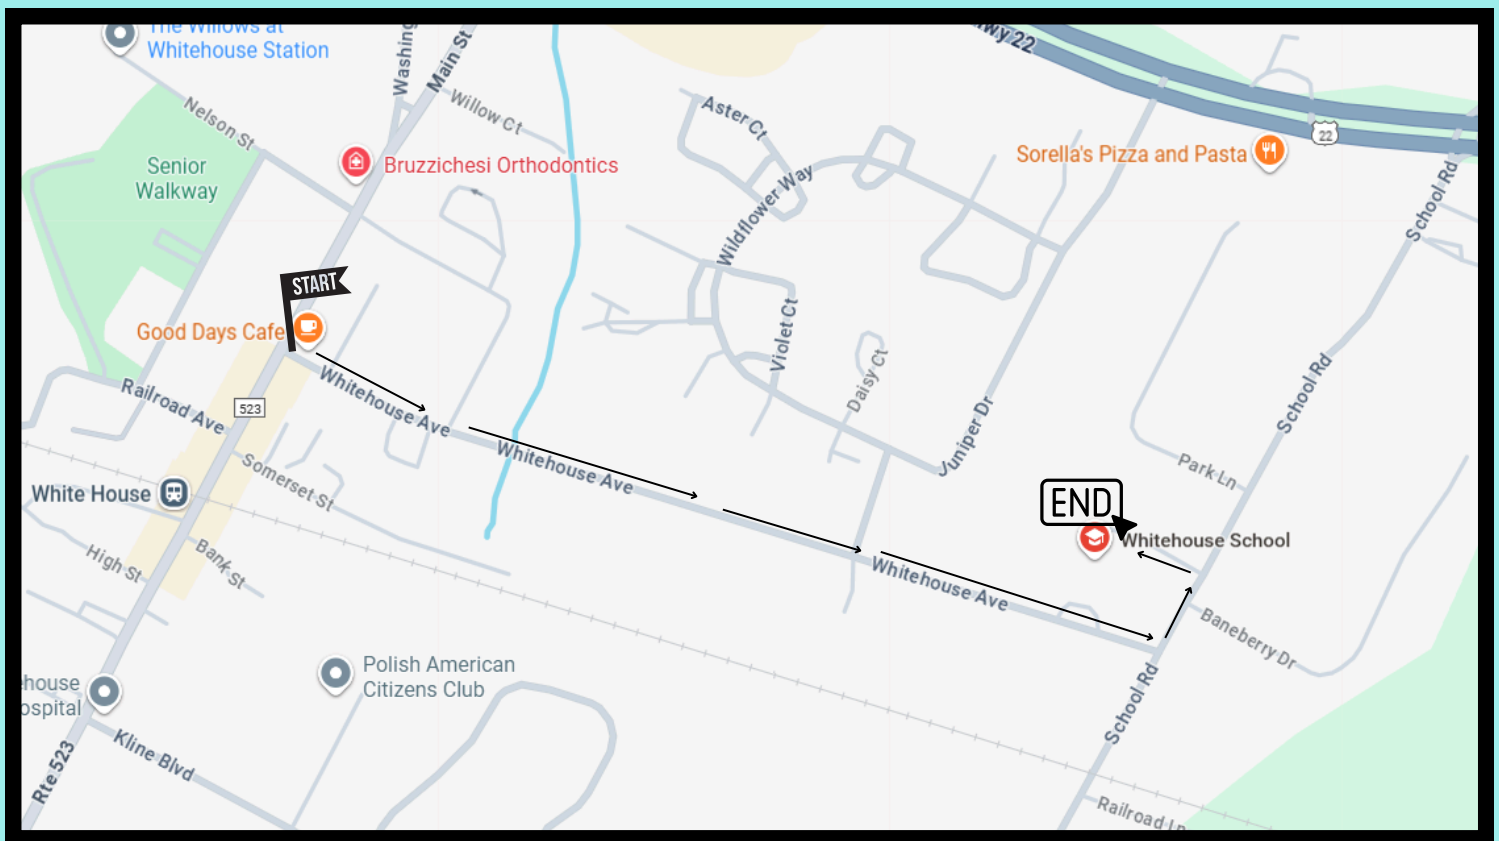 The Willows at
Whitehouse Station
Main St
wy 22
Willow Ct
Aster Ct
Nelson St
22
Sorella's Pizza and Pasta
Bruzzichesi Orthodontics
Senior
Walkway
Wildflower Way
School Rd
START
Good Days Cafe
Violet Ct
Daisy Ct
Whitehouse Ave
Railroad Ave
523
School Rd
Juniper Dr
Whitehouse Ave
Park Ln
Somerset St
White House
END
Whitehouse School
High St
Bank St
Whitehouse Ave
Baneberry Dr
Polish American
Citizens Club
School Rd
Kline Blvd
Rte 523
Railroad